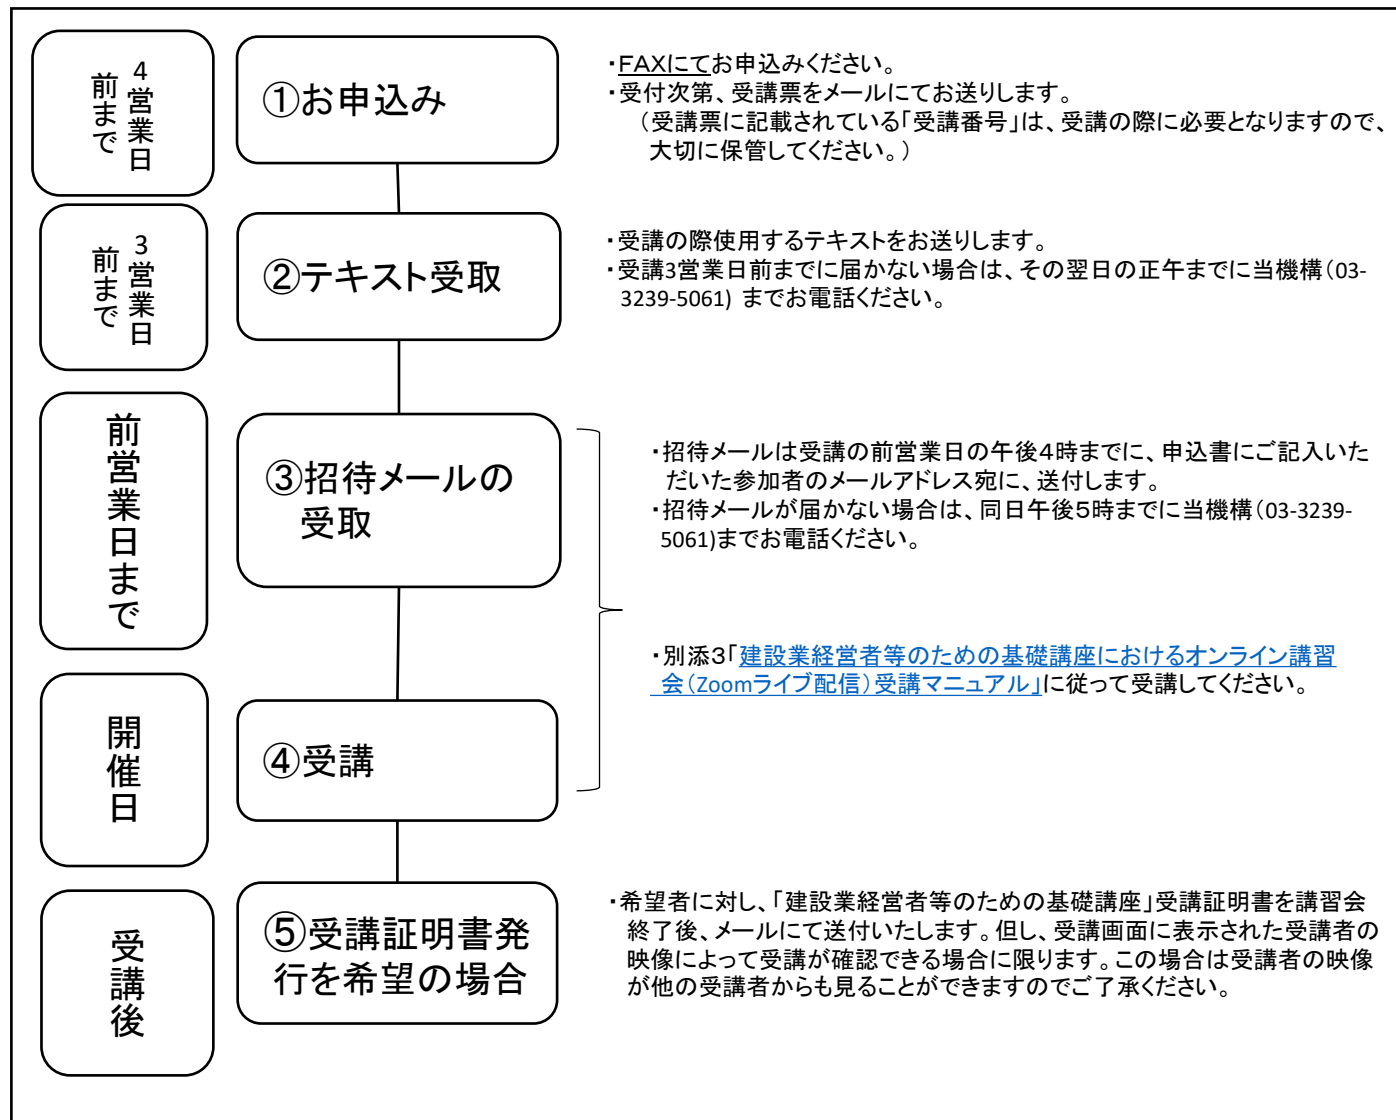 4営業日
前まで
①お申込み
・FAXにてお申込みください。
・受付次第、受講票をメールにてお送りします。
（受講票に記載されている「受講番号」は、受講の際に必要となりますので、
大切に保管してください。）
3営業日
前まで
②テキスト受取
・受講の際使用するテキストをお送りします。
・受講3営業日前までに届かない場合は、その翌日の正午までに当機構（03-
3239-5061) までお電話ください。
前営業日まで
③招待メールの
受取
・招待メールは受講の前営業日の午後４時までに、申込書にご記入いた
だいた参加者のメールアドレス宛に、送付します。
・招待メールが届かない場合は、同日午後５時までに当機構（03-3239-
5061)までお電話ください。
・別添３「建設業経営者等のための基礎講座におけるオンライン講習
会（Zoomライブ配信）受講マニュアル」に従って受講してください。
開催日
④受講
受講後
⑤受講証明書発
行を希望の場合
・希望者に対し、「建設業経営者等のための基礎講座」受講証明書を講習会
終了後、メールにて送付いたします。但し、受講画面に表示された受講者の
映像によって受講が確認できる場合に限ります。この場合は受講者の映像
が他の受講者からも見ることができますのでご了承ください。